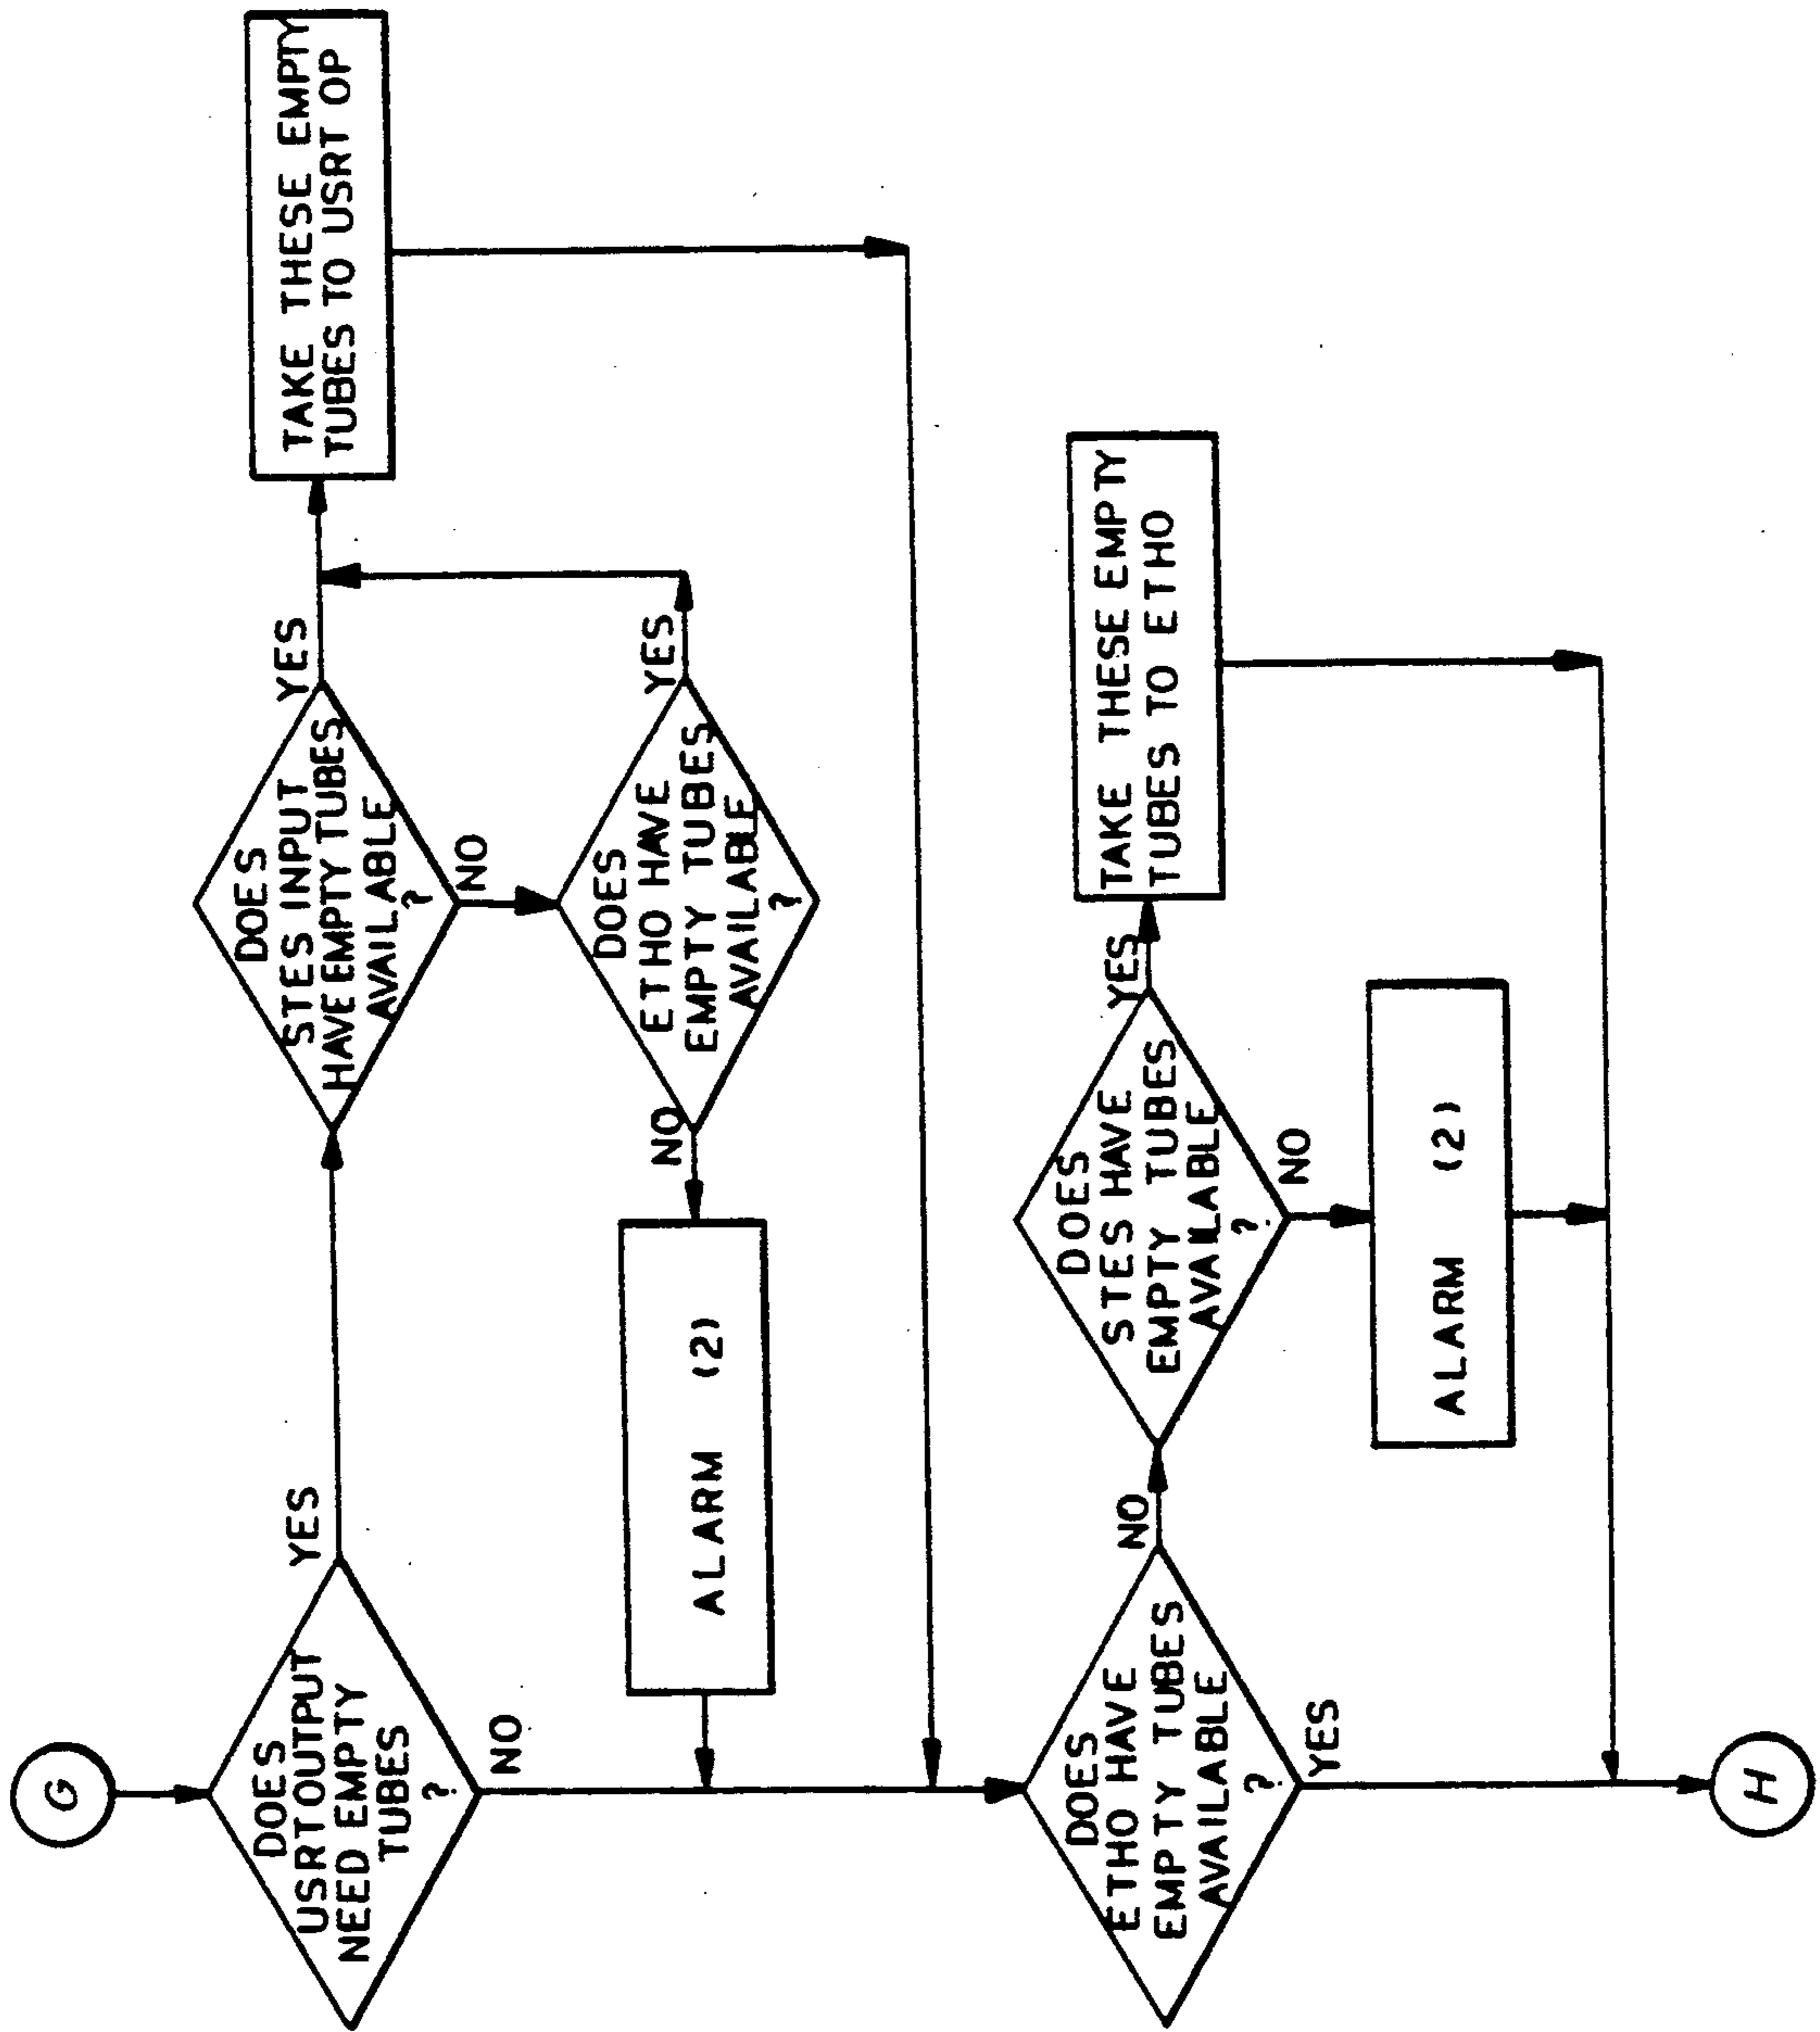 G
DOES
USRT OUTPUT
NEED EMPTY
TUBES
?
YES
NO
DOES
STES INPUT
HAVE EMPTY TUBES
AVAILABLE
?
YES
NO
TAKE THESE EMPTY
TUBES TO USRT OP
DOES
ETHO HAVE
EMPTY TUBES
AVAILABLE
?
YES
NO
ALARM (2)
DOES
ETHO HAVE
EMPTY TUBES
AVAILABLE
?
NO
YES
DOES
STES HAVE
EMPTY TUBES
AVAILABLE
?
YES
NO
TAKE THESE EMPTY
TUBES TO ETHO
ALARM (2)
H